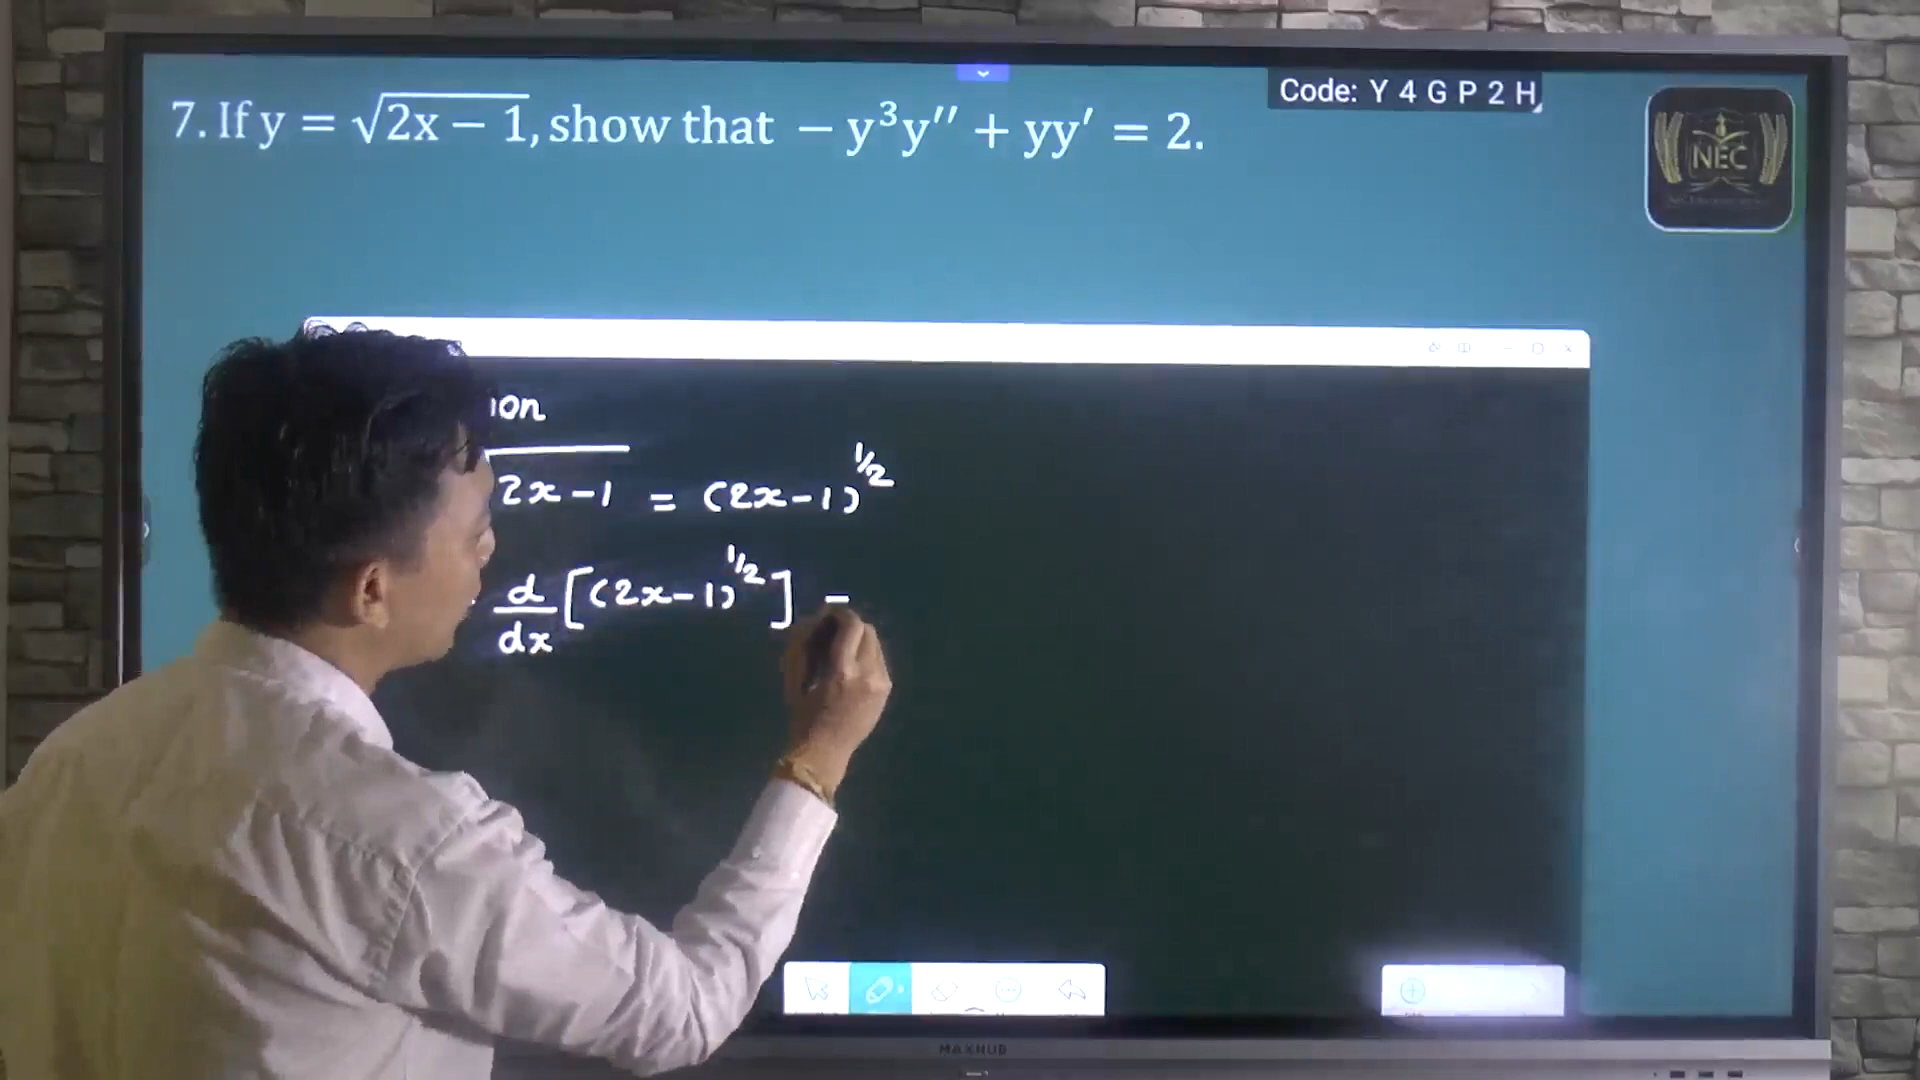 Code: Y 4 G P 2 H
7. If y = √2x − 1, show that − y³y″ + yy′ = 2.
NEC
ion
2x-1 = (2x-1)^1/2
d/dx [(2x-1)^1/2] =
MAXHUB